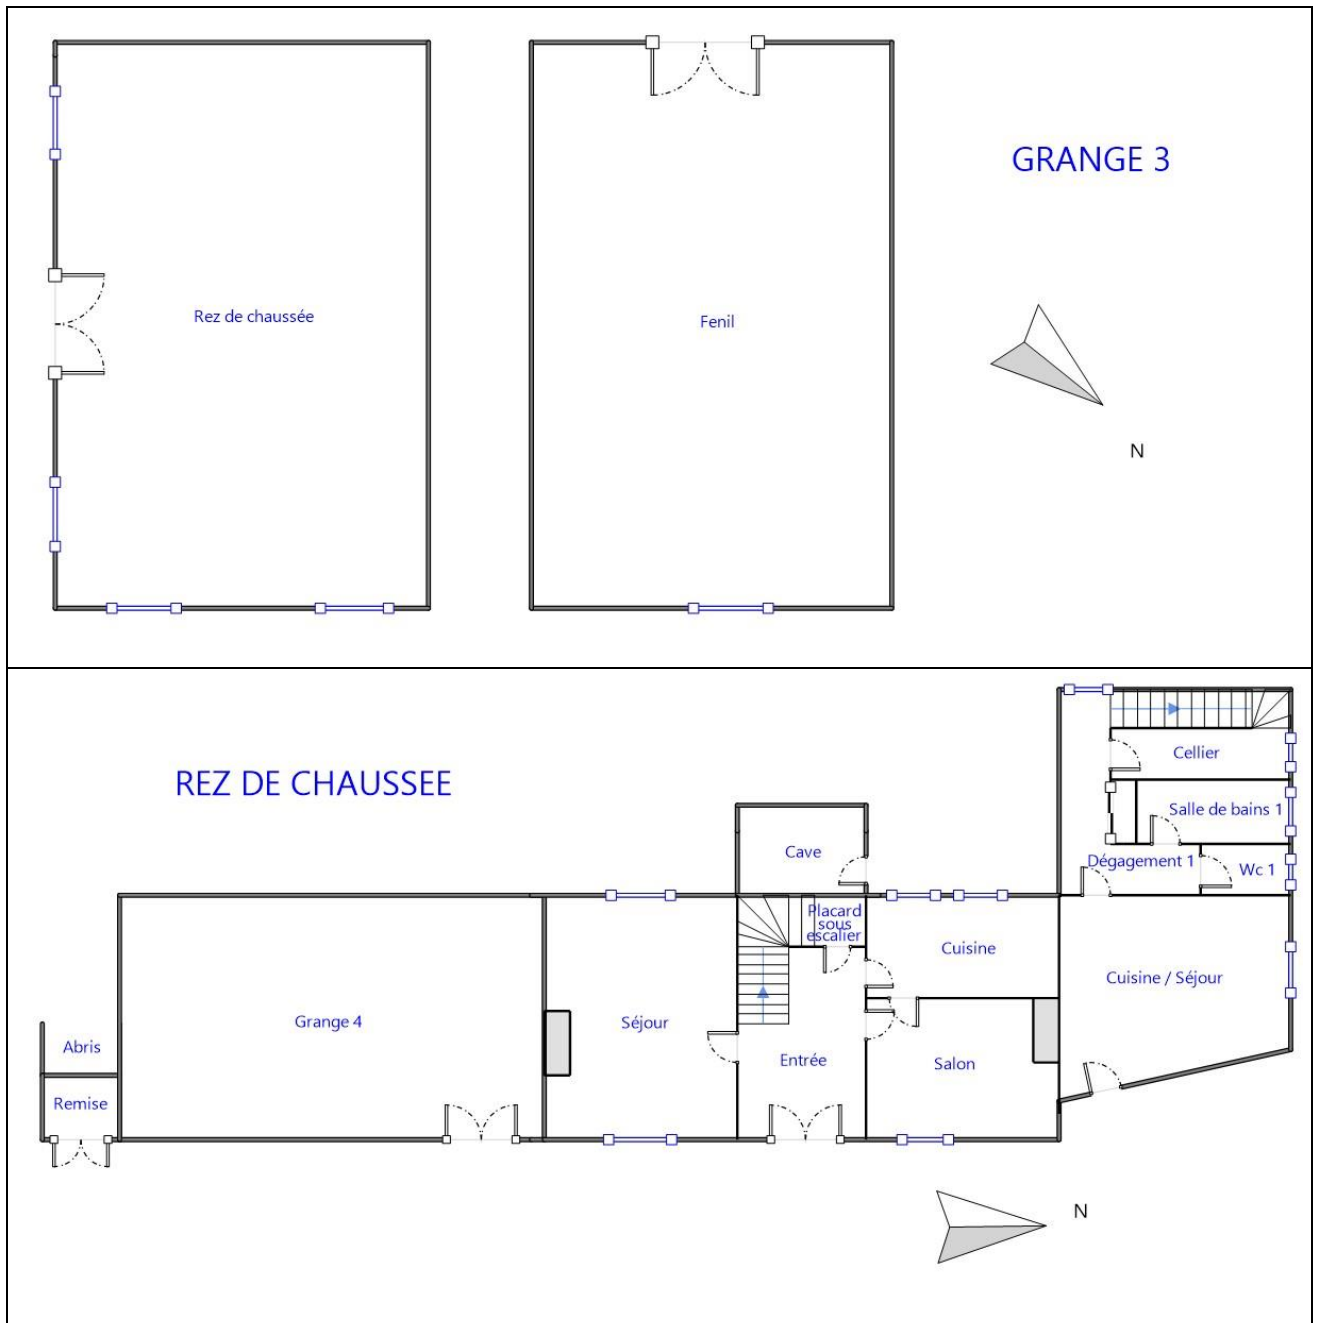 GRANGE 3
Rez de chaussée
Fenil
N
REZ DE CHAUSSEE
Cellier
Salle de bains 1
Cave
Dégagement 1
Wc 1
Placard
sous
escalier
Cuisine
Cuisine / Séjour
Grange 4
Séjour
Abris
Entrée
Salon
Remise
N